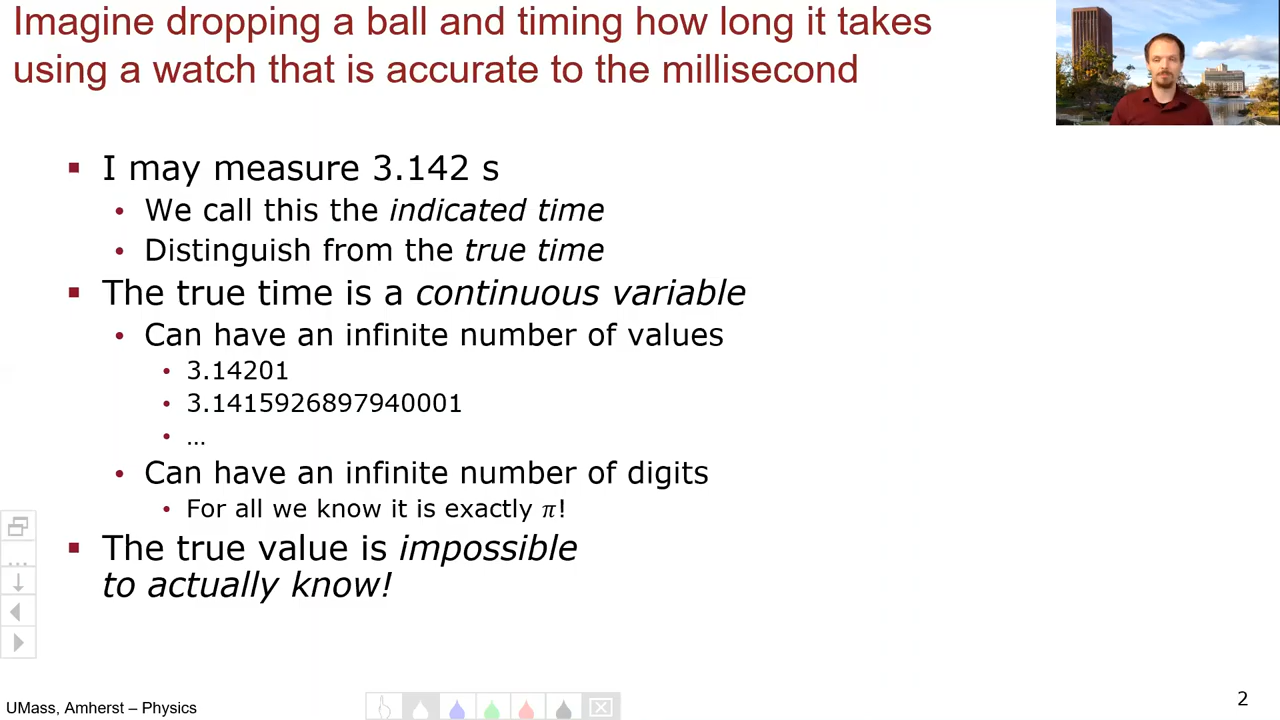 Imagine dropping a ball and timing how long it takes
using a watch that is accurate to the millisecond
▪ I may measure 3.142 s
• We call this the indicated time
• Distinguish from the true time
▪ The true time is a continuous variable
• Can have an infinite number of values
• 3.14201
• 3.1415926897940001
• …
• Can have an infinite number of digits
• For all we know it is exactly 𝜋!
▪ The true value is impossible
to actually know!
UMass, Amherst – Physics
2